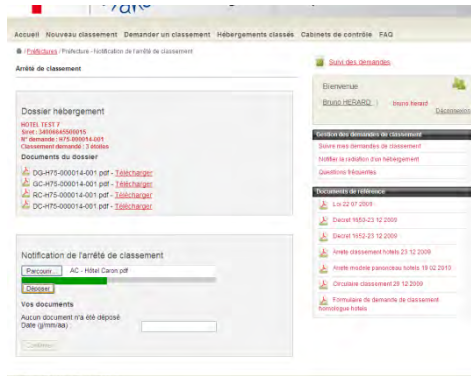 Accueil Nouveau classement Demander un classement Hébergements classés Cabinets de contrôle FAQ
/ Préfectures / Préfecture - Notification de l'arrêté de classement
Arrêté de classement
Dossier hébergement
HOTEL TEST 7
Siret : 34006645500015
N° demande : H75-000014-001
Classement demandé : 3 étoiles
Documents du dossier
DG-H75-000014-001.pdf - Télécharger
GC-H75-000014-001.pdf - Télécharger
RC-H75-000014-001.pdf - Télécharger
DC-H75-000014-001.pdf - Télécharger
Notification de l'arrêté de classement
Parcourir... AC - Hôtel Caron.pdf
Déposer
Vos documents
Aucun document n'a été déposé
Date (jj/mm/aa) :
Continuer
Suivi des demandes
Bienvenue
Bruno HERARD bruno.herard
Déconnexion
Gestion des demandes de classement
Suivre mes demandes de classement
Notifier la radiation d'un hébergement
Questions fréquentes
Documents de référence
Loi 22 07 2009
Décret 1650-23 12 2009
Décret 1652-23 12 2009
Arrêté classement hotels 23 12 2009
Arrêté modèle panonceau hotels 19 02 2010
Circulaire classement 29 12 2009
Formulaire de demande de classement
homologue hotels